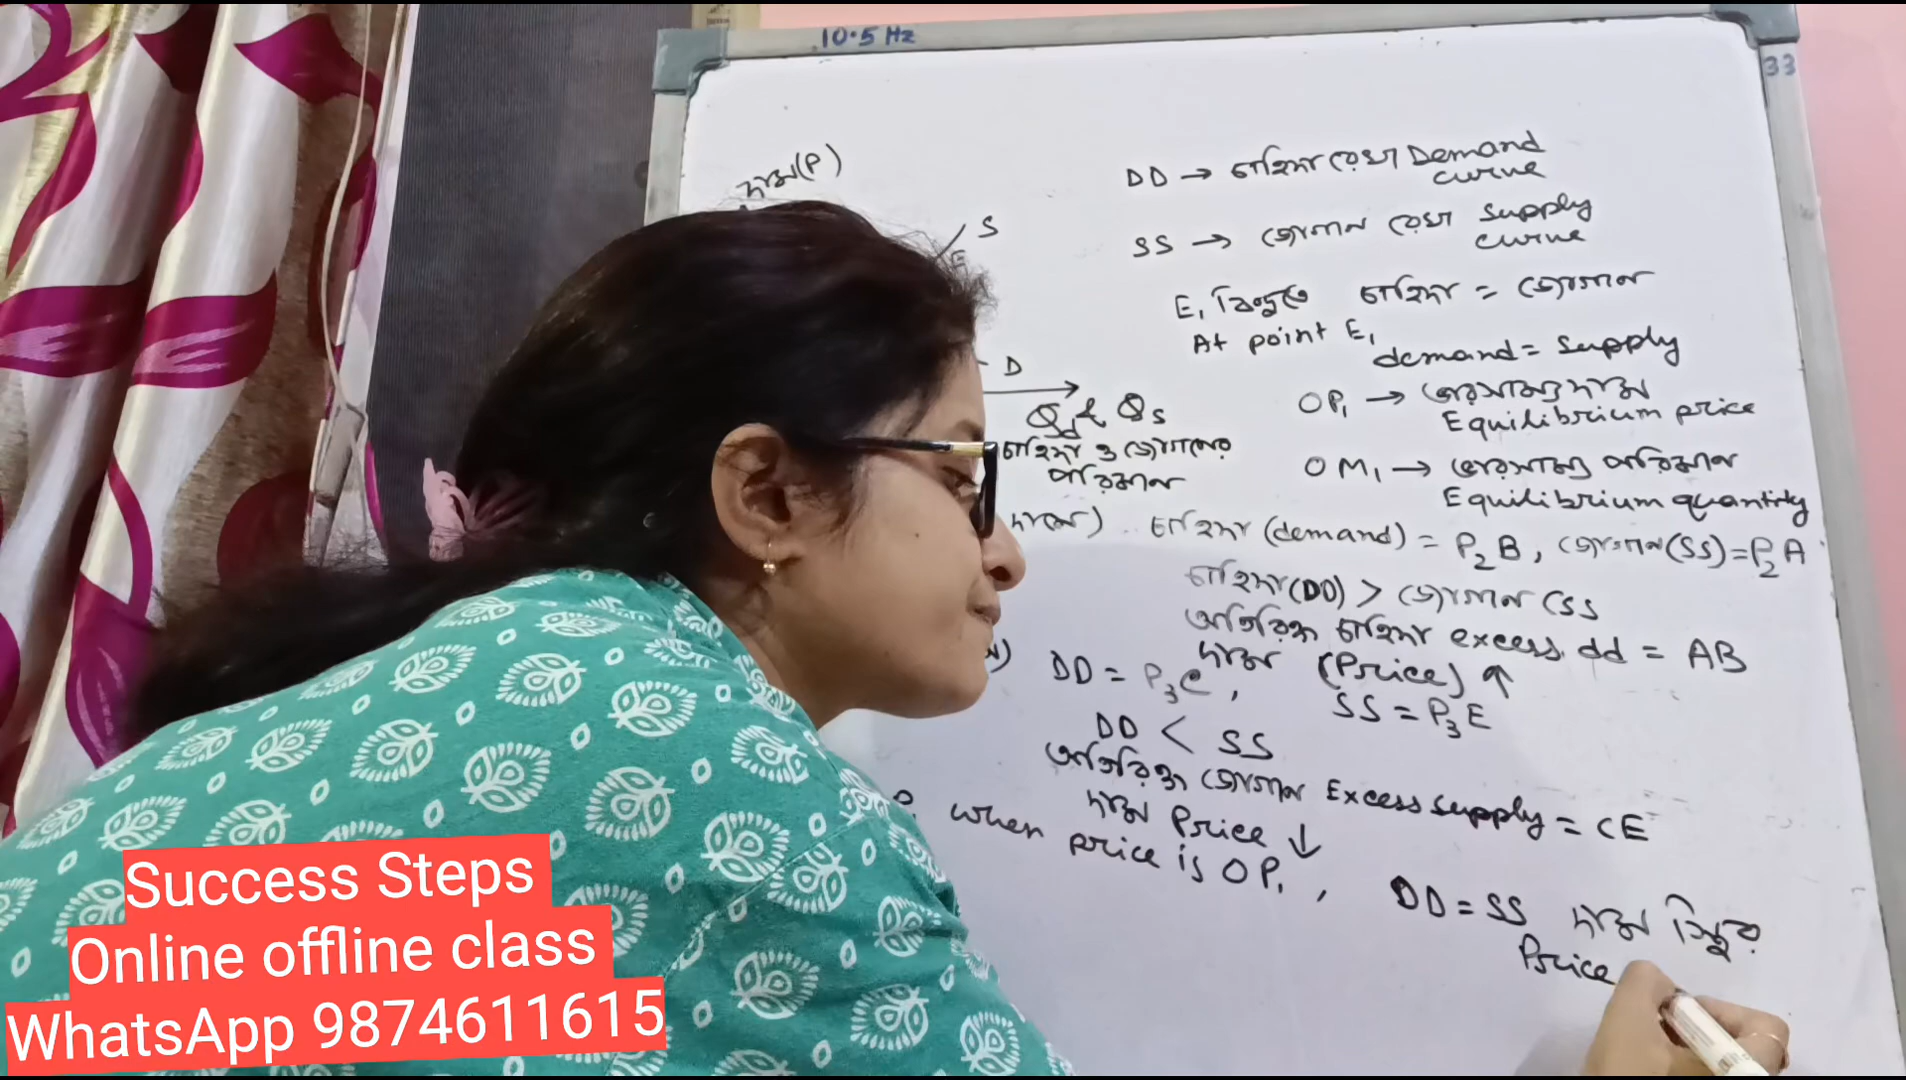 10.5 Hz
33
দাম(P)
S
E
D
Qd & Qs
চাহিদা ও জোগানের
পরিমান
DD → চাহিদা রেখা Demand
curve
SS → জোগান রেখা supply
curve
E₁ বিন্দুতে চাহিদা = জোগান
At point E₁
demand = supply
OP₁ → ভারসাম্য দাম
Equilibrium price
OM₁ → ভারসাম্য পরিমান
Equilibrium quantity
দামে) চাহিদা (demand) = P₂B, জোগান(SS)=P₂A
চাহিদা(DD) > জোগান (SS
অতিরিক্ত চাহিদা excess dd = AB
দাম (Price) ↑
DD = P₃C, SS = P₃E
DD < SS
অতিরিক্ত জোগান Excess supply = CE
দাম Price ↓
when price is OP₁, DD = SS দাম স্থির
Price
Success Steps
Online offline class
WhatsApp 9874611615